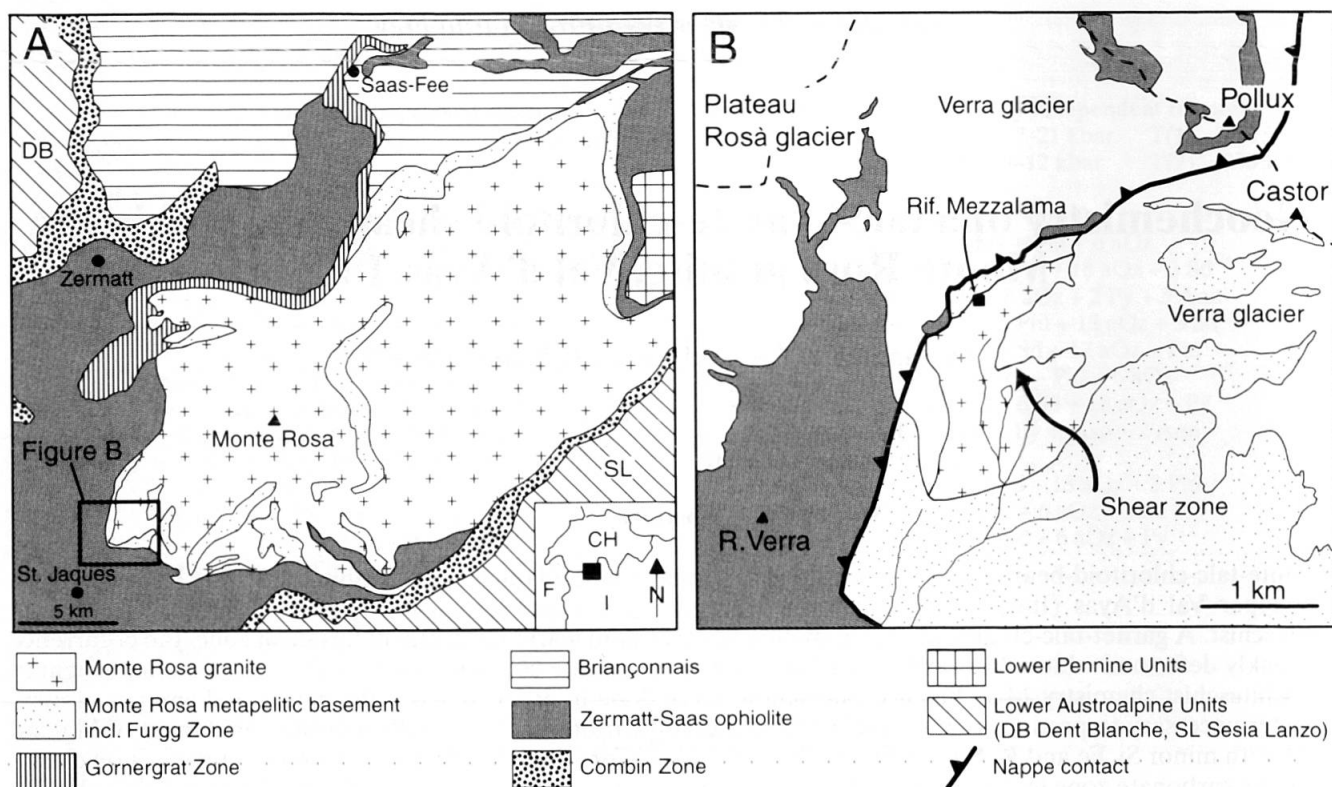 A
Saas-Fee
DB
Zermatt
Monte Rosa
Figure B
SL
St. Jaques
5 km
CH
F
I
N
B
Plateau
Rosà glacier
Verra glacier
Pollux
Castor
Rif. Mezzalama
Verra glacier
Shear zone
R.Verra
1 km
Monte Rosa granite
Monte Rosa metapelitic basement
incl. Furgg Zone
Gornergrat Zone
Briançonnais
Zermatt-Saas ophiolite
Combin Zone
Lower Pennine Units
Lower Austroalpine Units
(DB Dent Blanche, SL Sesia Lanzo)
Nappe contact